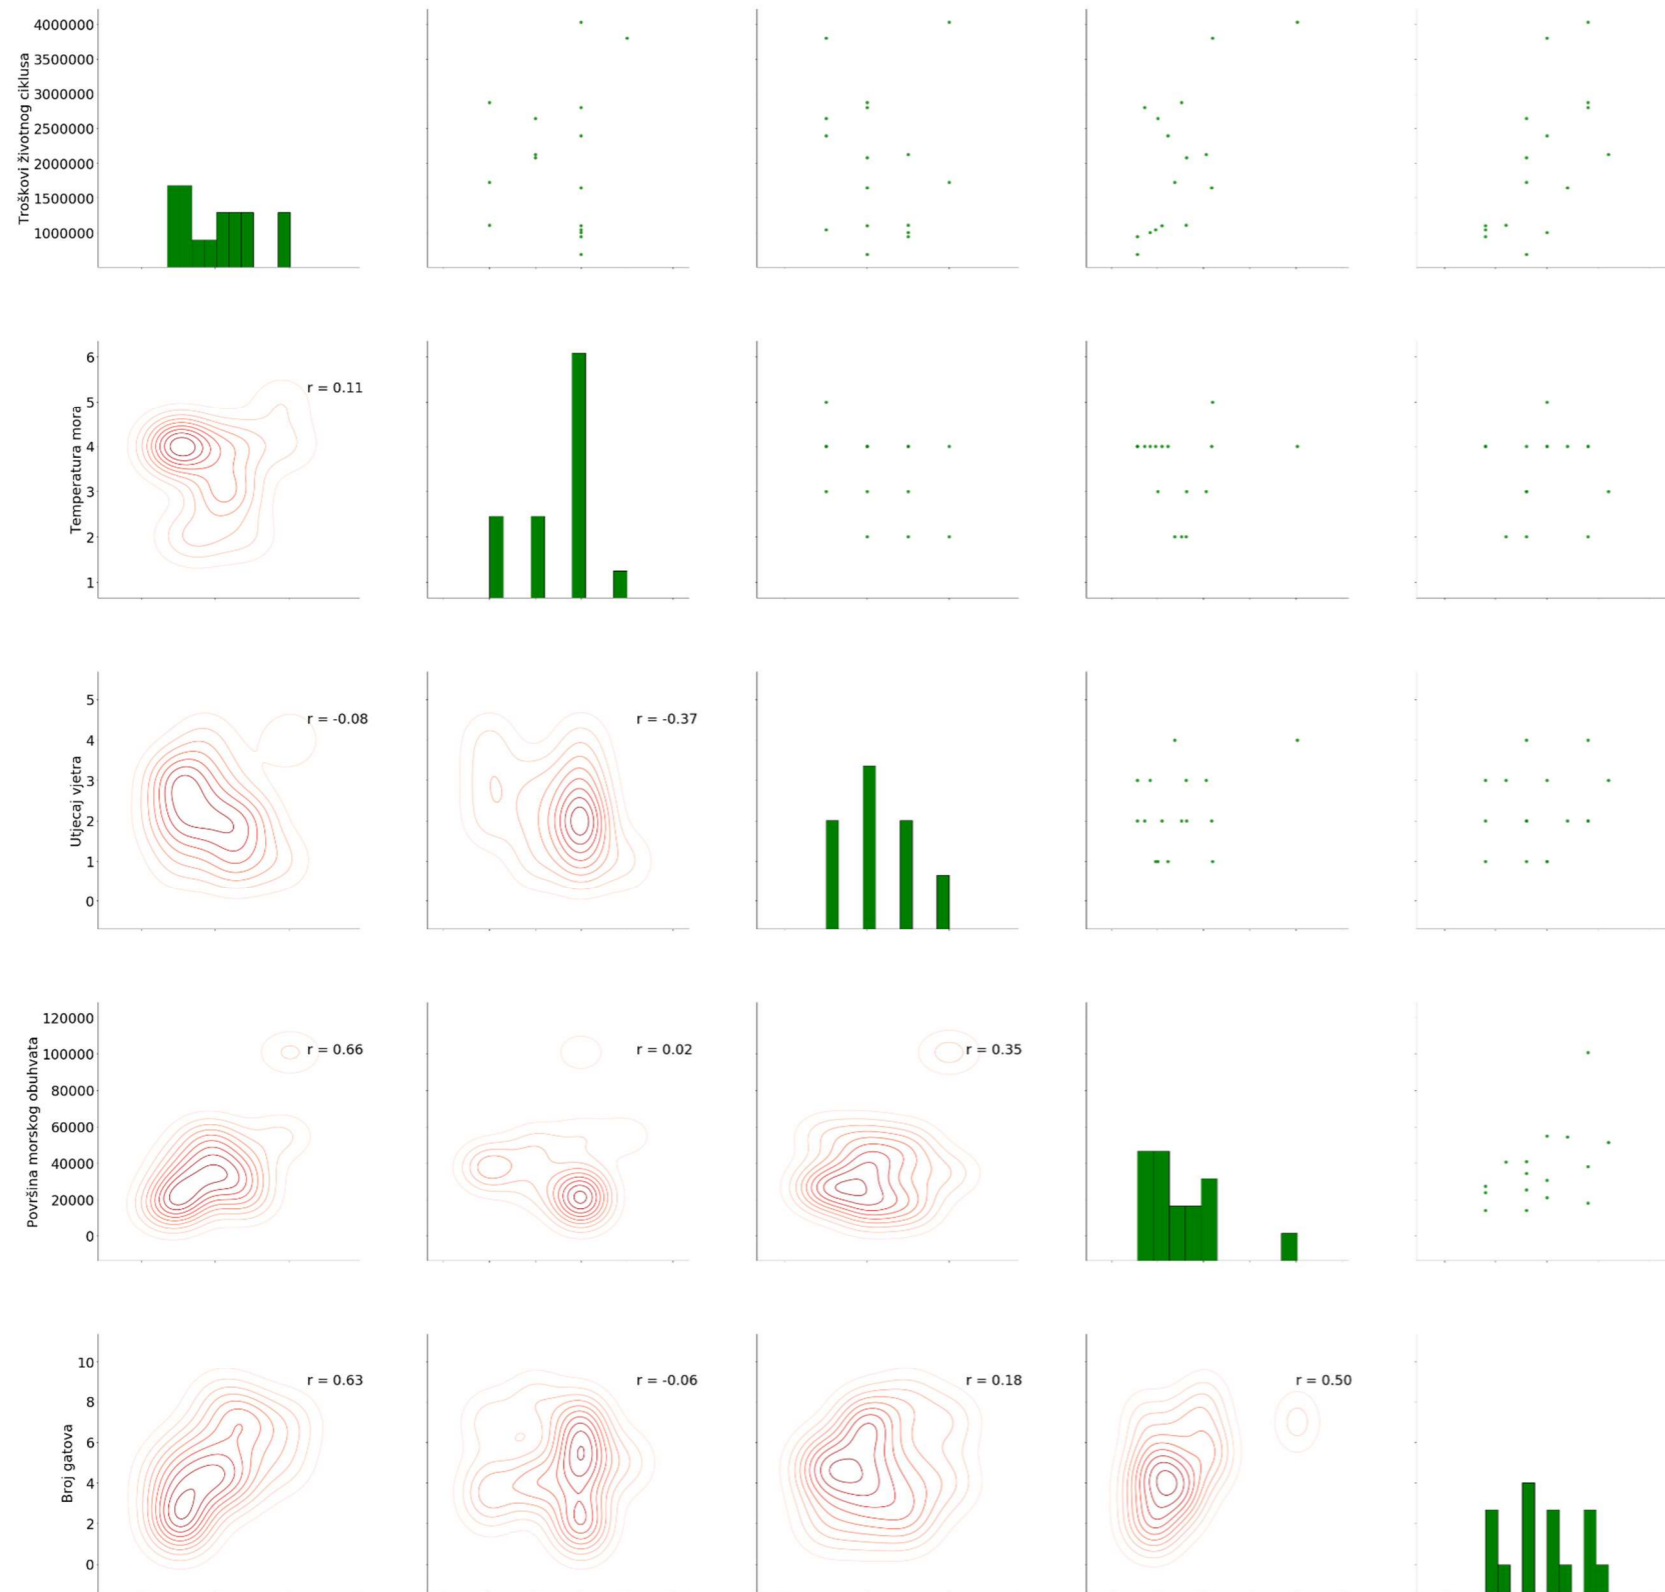 Troškovi životnog ciklusa
4000000
3500000
3000000
2500000
2000000
1500000
1000000
Temperatura mora
6
5
4
3
2
1
r = 0.11
Utjecaj vjetra
5
4
3
2
1
0
r = -0.08
r = -0.37
Površina morskog obuhvata
120000
100000
80000
60000
40000
20000
0
r = 0.66
r = 0.02
r = 0.35
Broj gatova
10
8
6
4
2
0
r = 0.63
r = -0.06
r = 0.18
r = 0.50